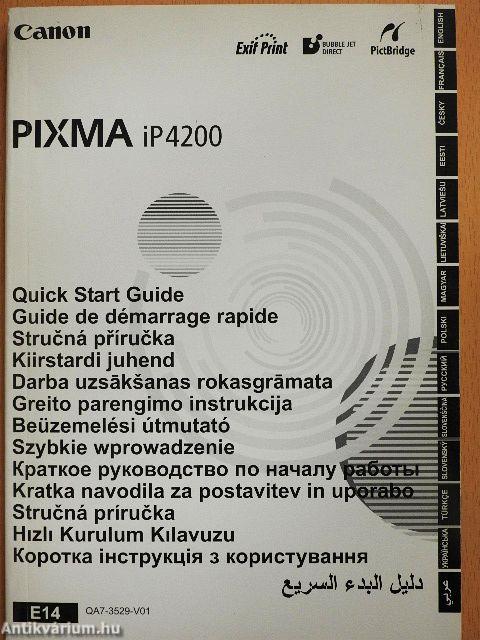 Canon
Exif Print
BUBBLE JET
DIRECT
PictBridge
PIXMA iP4200
Quick Start Guide
Guide de démarrage rapide
Stručná příručka
Kiirstardi juhend
Darba uzsākšanas rokasgrāmata
Greito parengimo instrukcija
Beüzemelési útmutató
Szybkie wprowadzenie
Краткое руководство по началу работы
Kratka navodila za postavitev in uporabo
Stručná príručka
Hızlı Kurulum Kılavuzu
Коротка інструкція з користування
دليل البدء السريع
E14
QA7-3529-V01
ENGLISH
FRANÇAIS
ČESKY
EESTI
LATVIEŠU
LIETUVIŠKAI
MAGYAR
POLSKI
РУССКИЙ
SLOVENŠČINA
SLOVENSKY
TÜRKÇE
УКРАЇНСЬКА
عربي
Antikvárium.hu